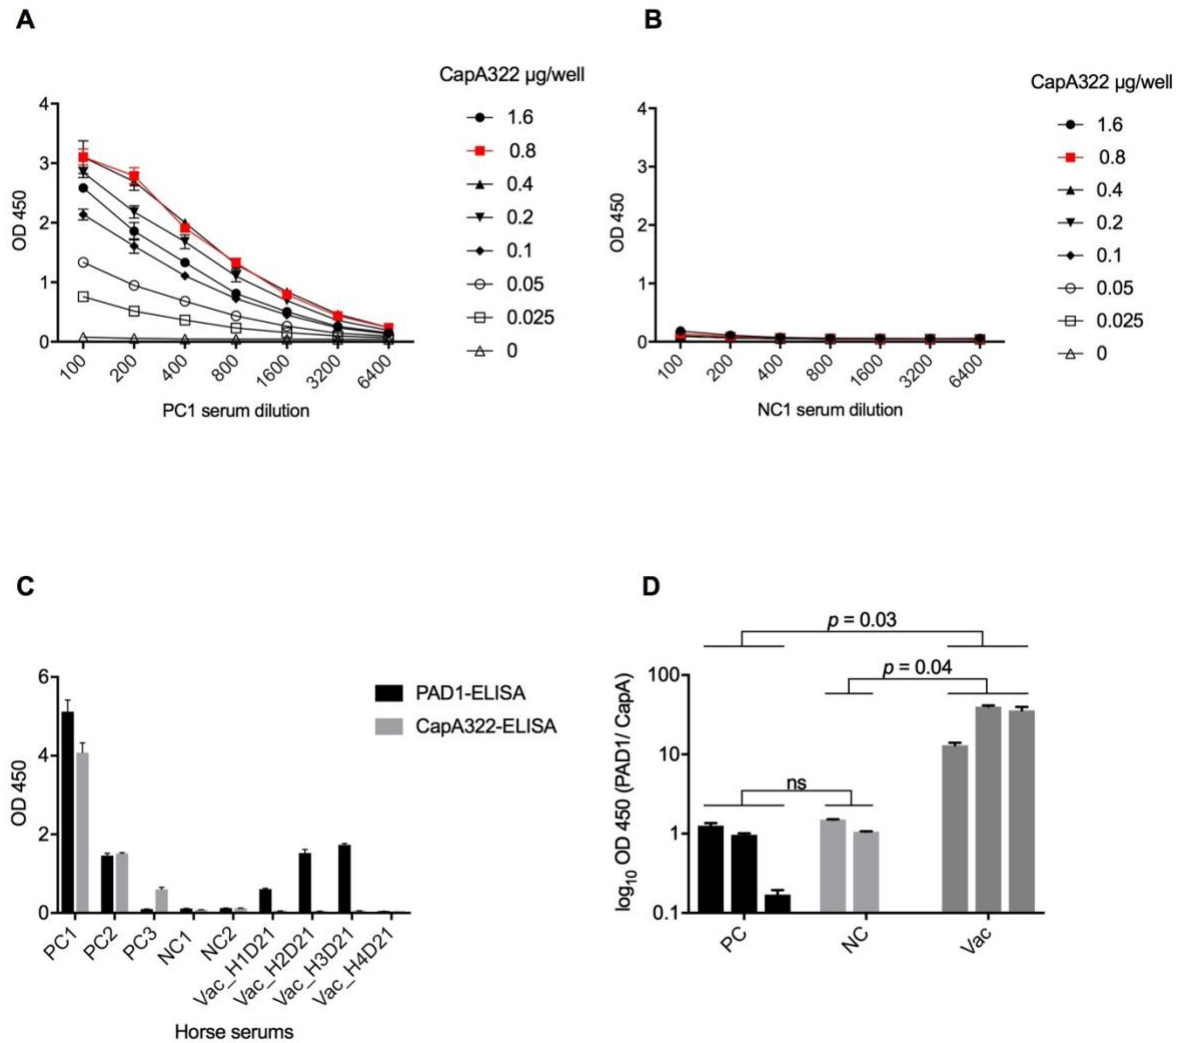 A
CapA322 µg/well
1.6
0.8
0.4
0.2
0.1
0.05
0.025
0
OD 450
4
3
2
1
0
100
200
400
800
1600
3200
6400
PC1 serum dilution
B
CapA322 µg/well
1.6
0.8
0.4
0.2
0.1
0.05
0.025
0
OD 450
4
3
2
1
0
100
200
400
800
1600
3200
6400
NC1 serum dilution
C
PAD1-ELISA
CapA322-ELISA
OD 450
6
4
2
0
PC1
PC2
PC3
NC1
NC2
Vac_H1D21
Vac_H2D21
Vac_H3D21
Vac_H4D21
Horse serums
D
p = 0.03
p = 0.04
ns
log10 OD 450 (PAD1/ CapA)
100
10
1
0.1
PC
NC
Vac